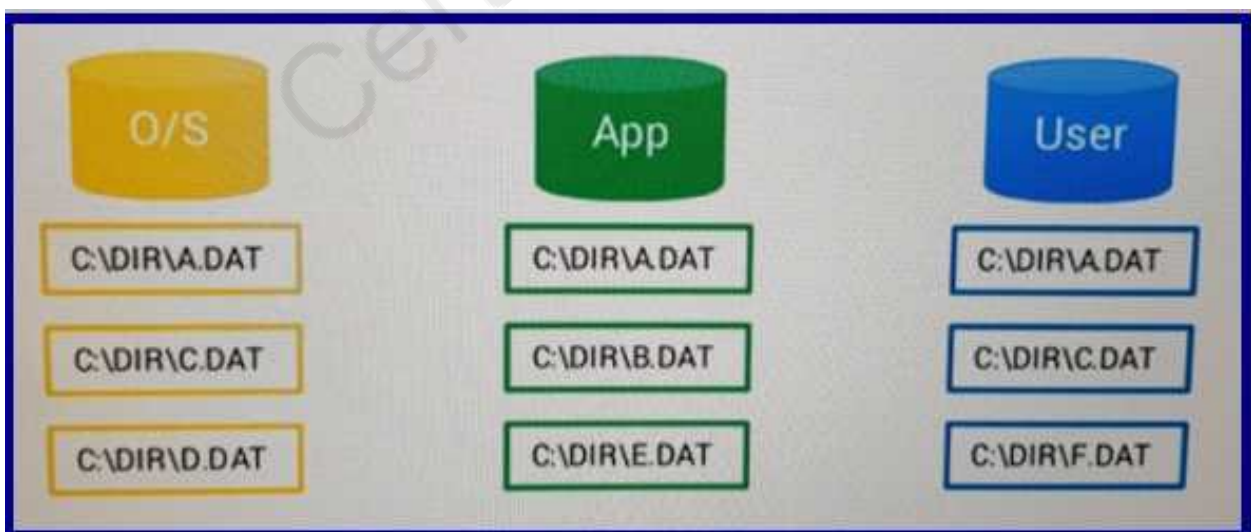 O/S App User
C:\DIR\A.DAT C:\DIR\A.DAT C:\DIR\A.DAT
C:\DIR\C.DAT C:\DIR\B.DAT C:\DIR\C.DAT
C:\DIR\D.DAT C:\DIR\E.DAT C:\DIR\F.DAT